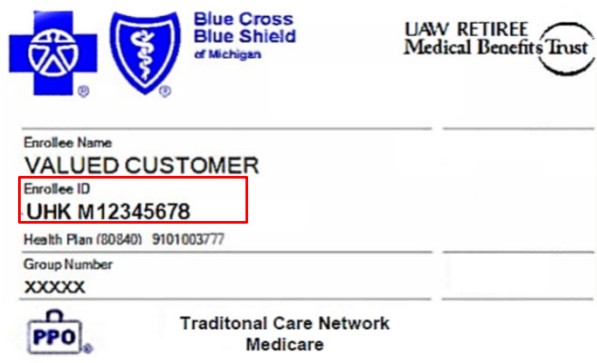 Blue Cross
Blue Shield
of Michigan
®
®
UAW RETIREE
Medical Benefits Trust
Enrollee Name
VALUED CUSTOMER
Enrollee ID
UHK M12345678
Health Plan (80840) 9101003777
Group Number
XXXXX
PPO®
Traditonal Care Network
Medicare